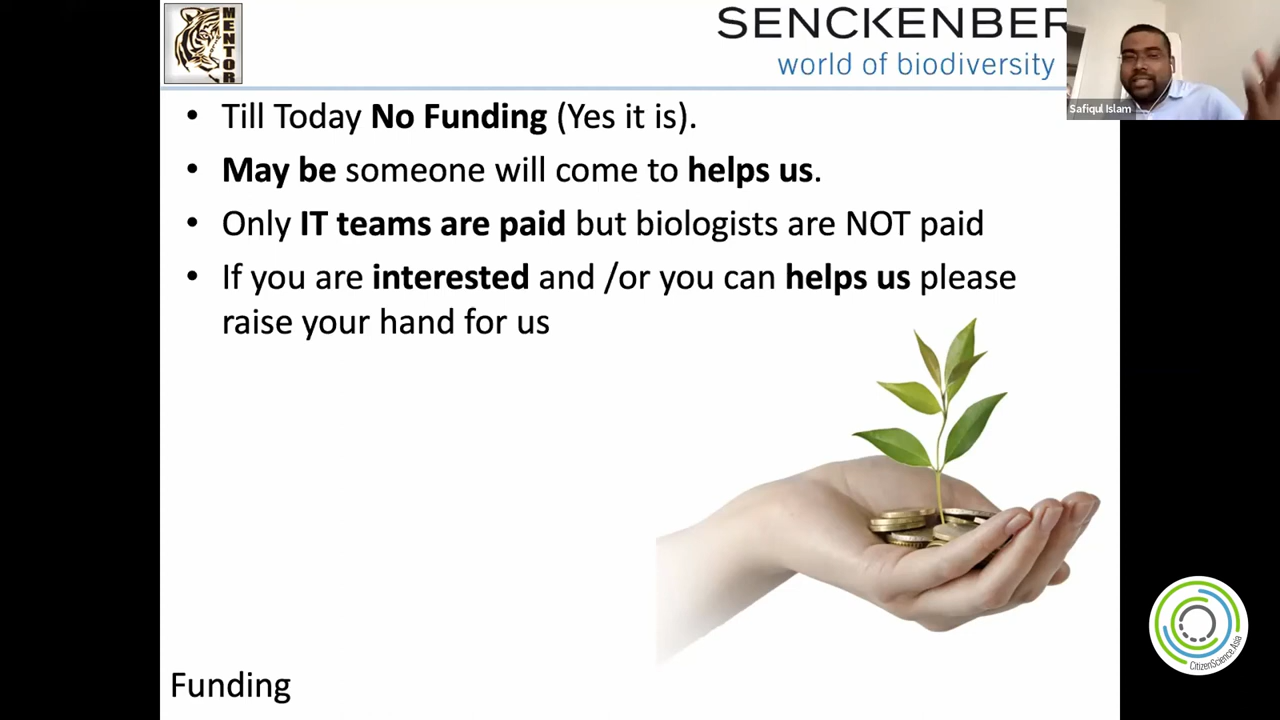 MENTOR
SENCKENBER
world of biodiversity
Safiqul Islam
• Till Today No Funding (Yes it is).
• May be someone will come to helps us.
• Only IT teams are paid but biologists are NOT paid
• If you are interested and /or you can helps us please
raise your hand for us
CitizenScience.Asia
Funding